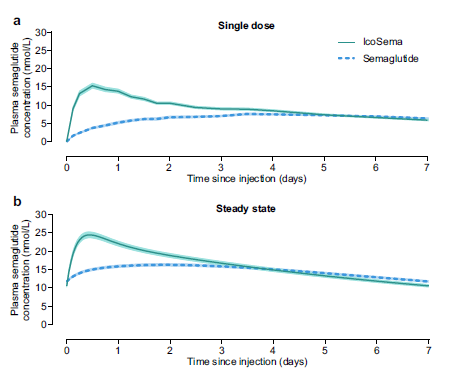 a
Single dose
Plasma semaglutide
concentration (nmol/L)
30
25
20
15
10
5
0
IcoSema
Semaglutide
0 1 2 3 4 5 6 7
Time since injection (days)
b
Steady state
Plasma semaglutide
concentration (nmol/L)
30
25
20
15
10
5
0
0 1 2 3 4 5 6 7
Time since injection (days)